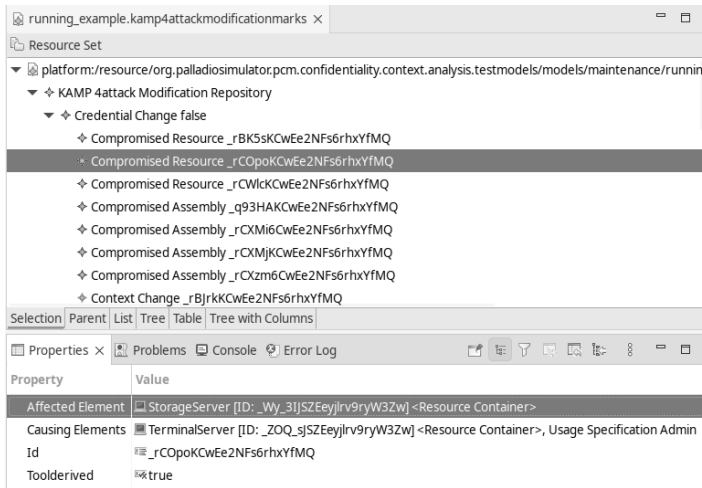 running_example.kamp4attackmodificationmarks ×
Resource Set
platform:/resource/org.palladiosimulator.pcm.confidentiality.context.analysis.testmodels/models/maintenance/runnin
KAMP 4attack Modification Repository
Credential Change false
Compromised Resource _rBK5sKCwEe2NFs6rhxYfMQ
Compromised Resource _rCOpoKCwEe2NFs6rhxYfMQ
Compromised Resource _rCWlcKCwEe2NFs6rhxYfMQ
Compromised Assembly _q93HAKCwEe2NFs6rhxYfMQ
Compromised Assembly _rCXMi6CwEe2NFs6rhxYfMQ
Compromised Assembly _rCXMjKCwEe2NFs6rhxYfMQ
Compromised Assembly _rCXzm6CwEe2NFs6rhxYfMQ
Context Change _rBJrkKCwEe2NFs6rhxYfMQ
Selection Parent List Tree Table Tree with Columns
Properties × Problems Console Error Log
Property Value
Affected Element StorageServer [ID: _Wy_3IJSZEeyjlrv9ryW3Zw] <Resource Container>
Causing Elements TerminalServer [ID: _ZOQ_sJSZEeyjlrv9ryW3Zw] <Resource Container>, Usage Specification Admin
Id _rCOpoKCwEe2NFs6rhxYfMQ
Toolderived true